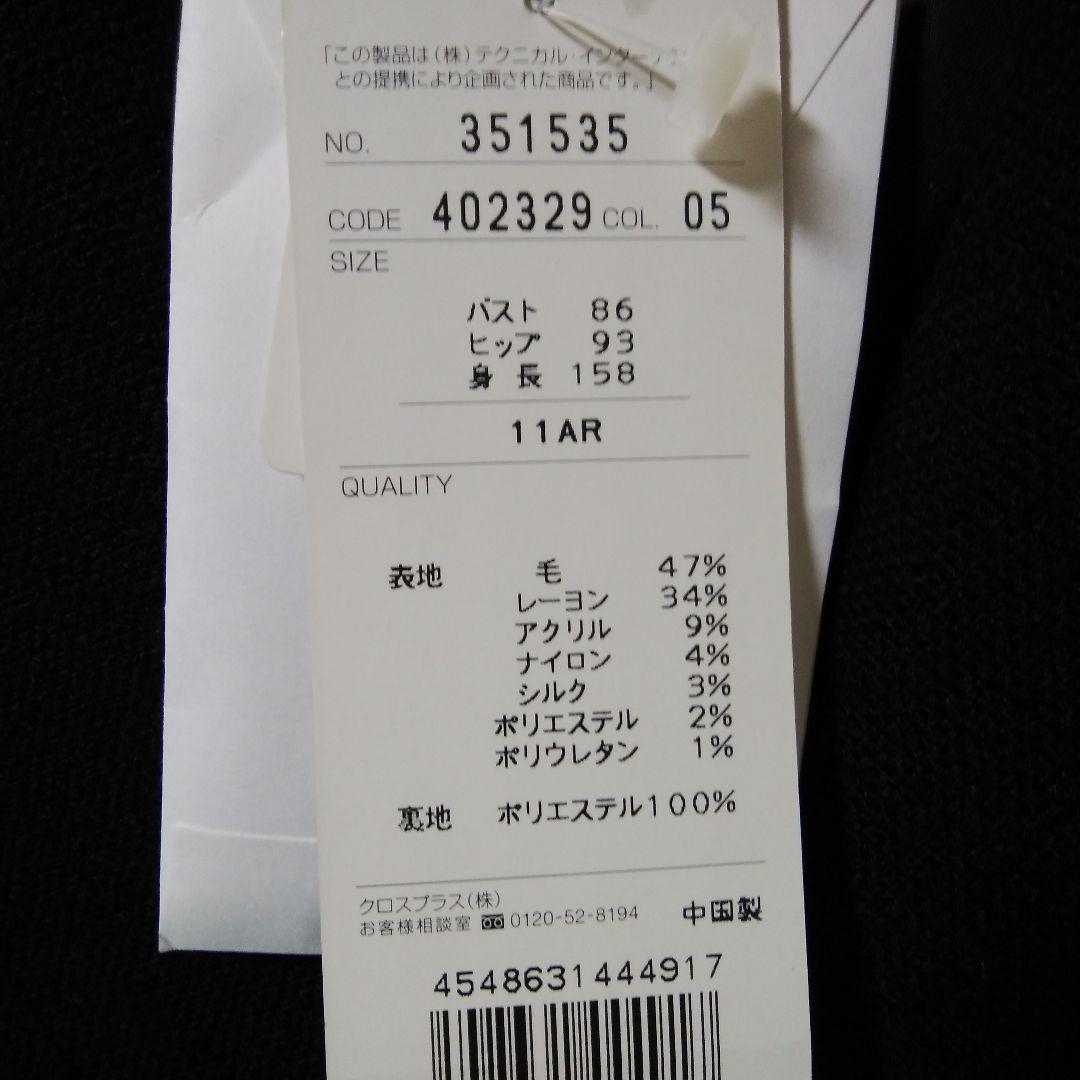 「この製品は(株)テクニカル・インター
との提携により企画された商品です。」
NO. 351535
CODE 402329 COL. 05
SIZE
バスト 86
ヒップ 93
身長 158
11AR
QUALITY
表地 毛 47%
レーヨン 34%
アクリル 9%
ナイロン 4%
シルク 3%
ポリエステル 2%
ポリウレタン 1%
裏地 ポリエステル100%
クロスプラス(株)
お客様相談室 0120-52-8194 中国製
4548631444917